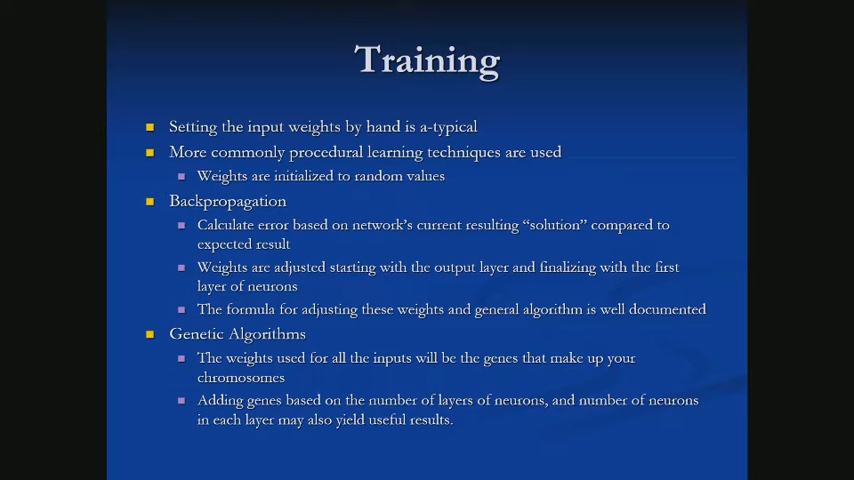 Training
Setting the input weights by hand is a-typical
More commonly procedural learning techniques are used
Weights are initialized to random values
Backpropagation
Calculate error based on network's current resulting "solution" compared to
expected result
Weights are adjusted starting with the output layer and finalizing with the first
layer of neurons
The formula for adjusting these weights and general algorithm is well documented
Genetic Algorithms
The weights used for all the inputs will be the genes that make up your
chromosomes
Adding genes based on the number of layers of neurons, and number of neurons
in each layer may also yield useful results.